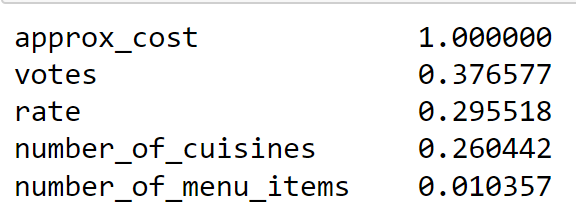 approx_cost 1.000000
votes 0.376577
rate 0.295518
number_of_cuisines 0.260442
number_of_menu_items 0.010357